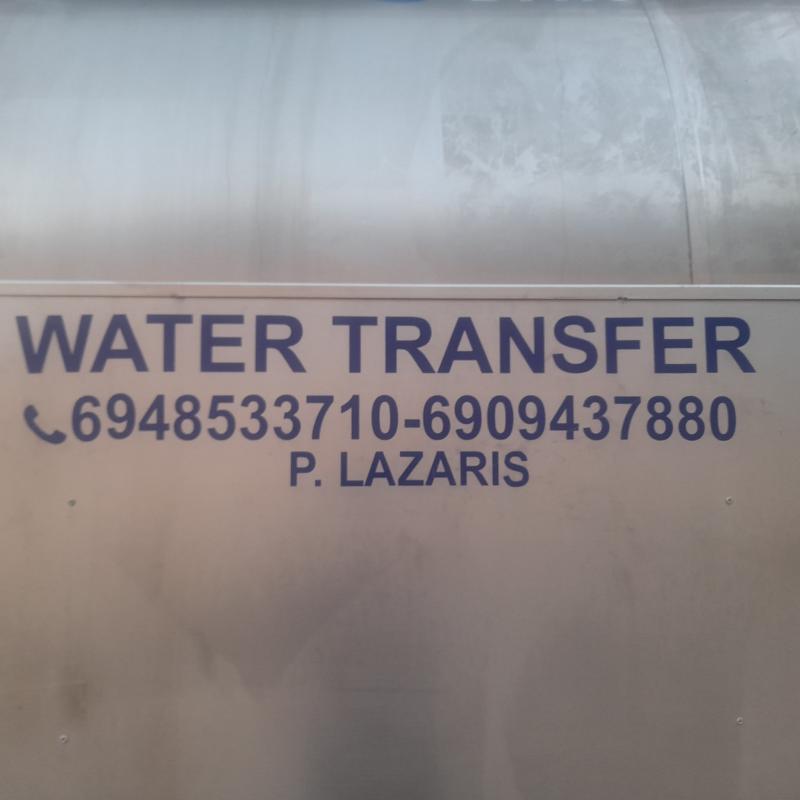 WATER TRANSFER
6948533710-6909437880
P. LAZARIS